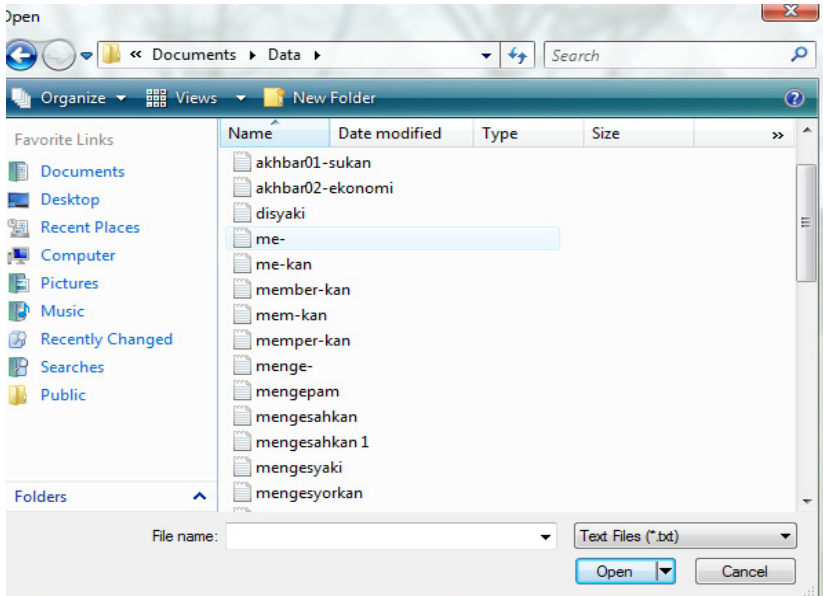 Open
« Documents ▸ Data ▸
Search
Organize
Views
New Folder
Favorite Links
Documents
Desktop
Recent Places
Computer
Pictures
Music
Recently Changed
Searches
Public
Folders
Name Date modified Type Size »
akhbar01-sukan
akhbar02-ekonomi
disyaki
me-
me-kan
member-kan
mem-kan
memper-kan
menge-
mengepam
mengesahkan
mengesahkan 1
mengesyaki
mengesyorkan
File name:
Text Files (*.txt)
Open
Cancel